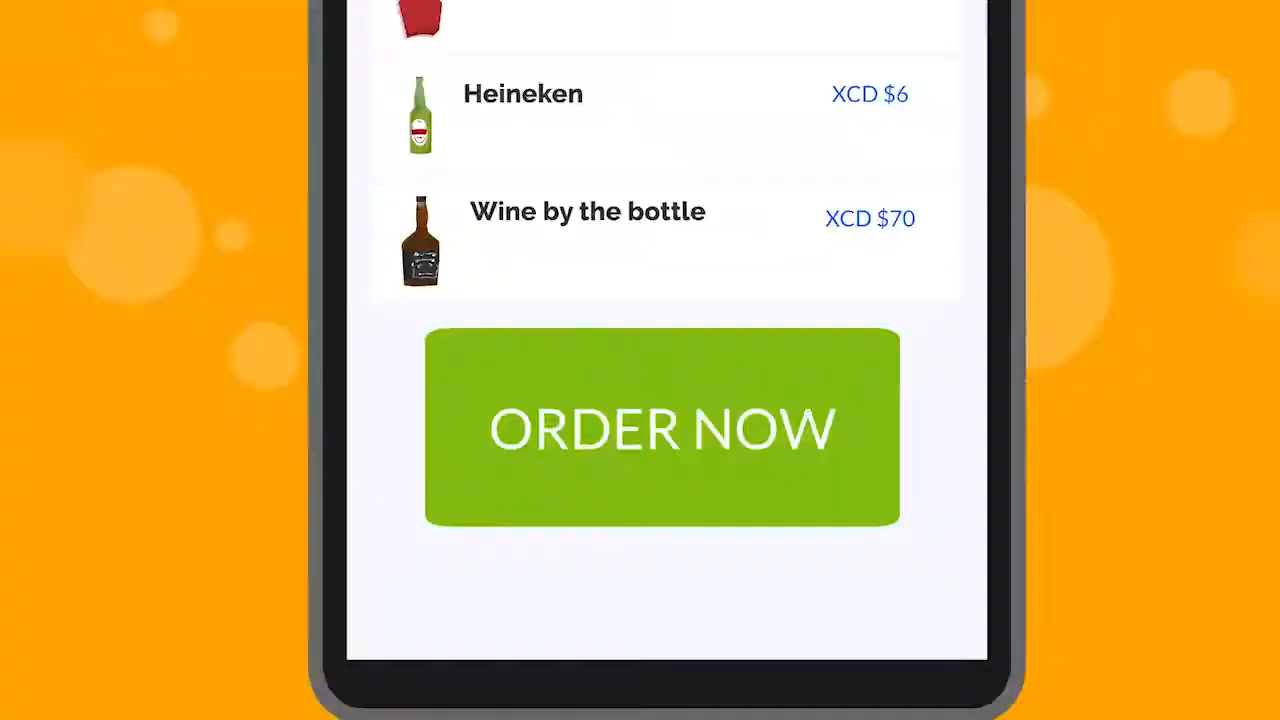 Heineken
XCD $6
Wine by the bottle
XCD $70
ORDER NOW